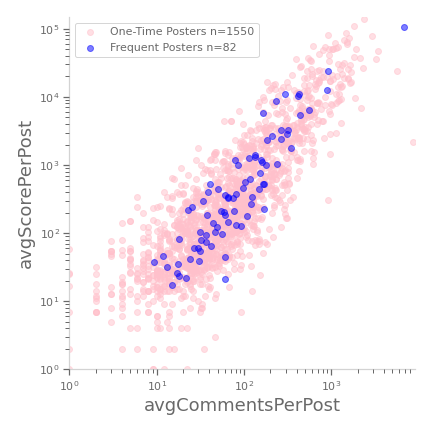 One-Time Posters n=1550
Frequent Posters n=82
avgScorePerPost
10⁵
10⁴
10³
10²
10¹
10⁰
10⁰ 10¹ 10² 10³
avgCommentsPerPost